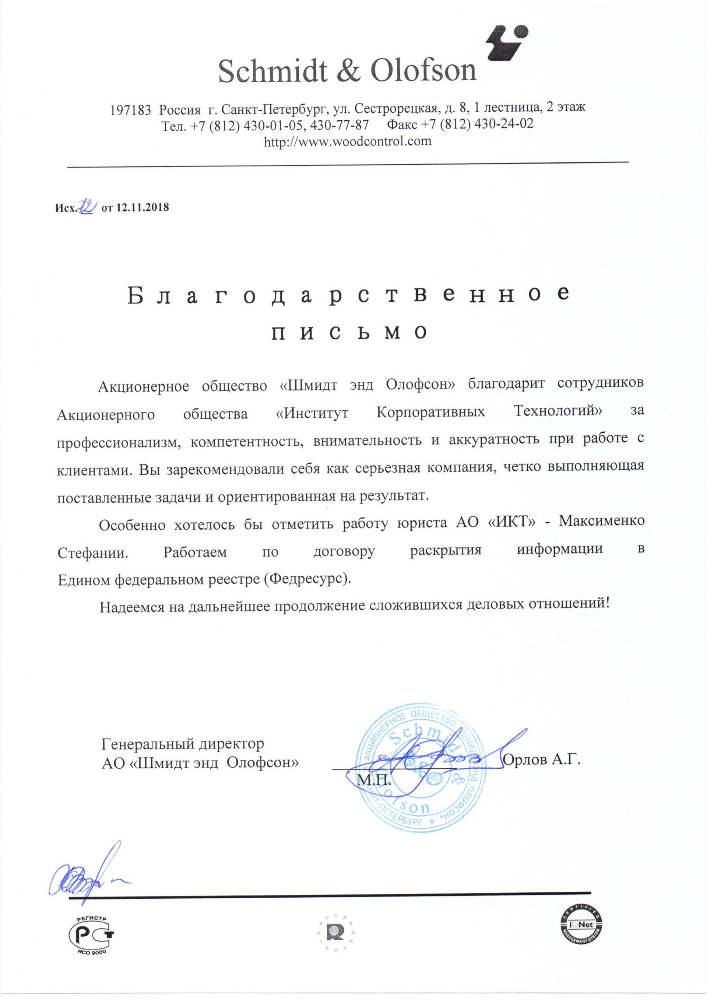 Schmidt & Olofson
197183 Россия г. Санкт-Петербург, ул. Сестрорецкая, д. 8, 1 лестница, 2 этаж
Тел. +7 (812) 430-01-05, 430-77-87 Факс +7 (812) 430-24-02
http://www.woodcontrol.com
Исх. 72 от 12.11.2018
Благодарственное
письмо
Акционерное общество «Шмидт энд Олофсон» благодарит сотрудников
Акционерного общества «Институт Корпоративных Технологий» за
профессионализм, компетентность, внимательность и аккуратность при работе с
клиентами. Вы зарекомендовали себя как серьезная компания, четко выполняющая
поставленные задачи и ориентированная на результат.
Особенно хотелось бы отметить работу юриста АО «ИКТ» - Максименко
Стефании. Работаем по договору раскрытия информации в
Едином федеральном реестре (Федресурс).
Надеемся на дальнейшее продолжение сложившихся деловых отношений!
Генеральный директор
АО «Шмидт энд Олофсон»
Орлов А.Г.
М.П.
* АКЦИОНЕРНОЕ ОБЩЕСТВО "ШМИДТ ЭНД ОЛОФСОН" * САНКТ-ПЕТЕРБУРГ
Schmidt & Olofson
S&O
РЕГИСТР
РСТ
ИСО 9000
R
CERTIFIED
IQNet
MANAGEMENT SYSTEM